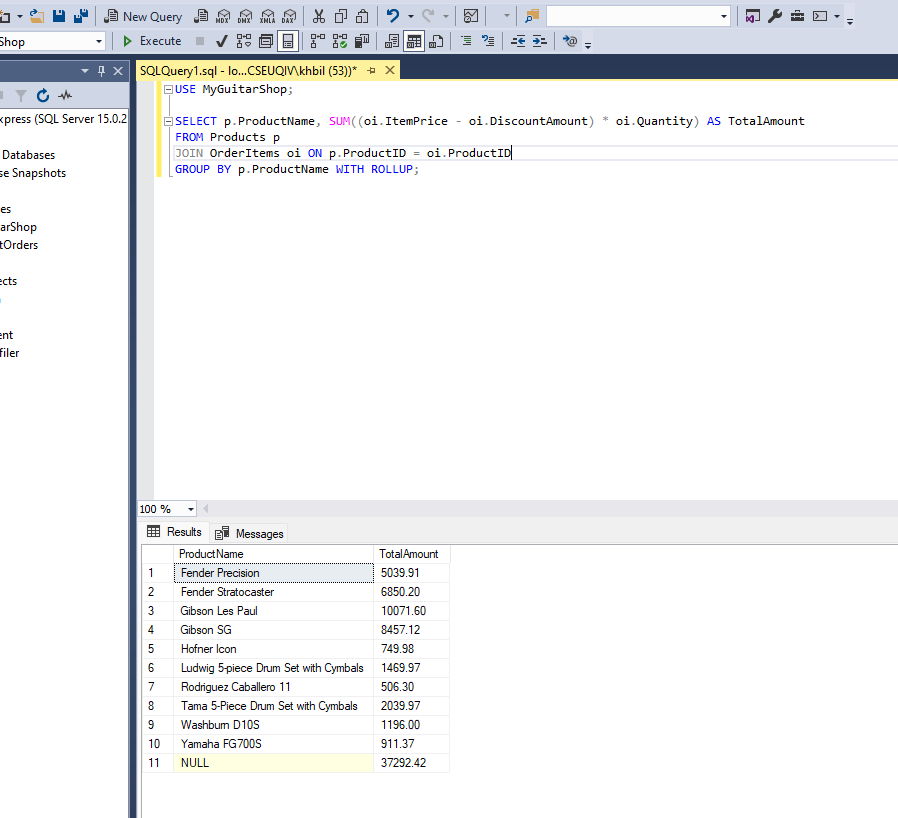 New Query
MDX DMX XMLA DAX
Shop
Execute
SQLQuery1.sql - lo...CSEUQIV\khbil (53))*
xpress (SQL Server 15.0.2
Databases
se Snapshots
es
arShop
tOrders
ects
ent
filer
USE MyGuitarShop;
SELECT p.ProductName, SUM((oi.ItemPrice - oi.DiscountAmount) * oi.Quantity) AS TotalAmount
FROM Products p
JOIN OrderItems oi ON p.ProductID = oi.ProductID
GROUP BY p.ProductName WITH ROLLUP;
100 %
Results Messages
ProductName TotalAmount
1 Fender Precision 5039.91
2 Fender Stratocaster 6850.20
3 Gibson Les Paul 10071.60
4 Gibson SG 8457.12
5 Hofner Icon 749.98
6 Ludwig 5-piece Drum Set with Cymbals 1469.97
7 Rodriguez Caballero 11 506.30
8 Tama 5-Piece Drum Set with Cymbals 2039.97
9 Washburn D10S 1196.00
10 Yamaha FG700S 911.37
11 NULL 37292.42